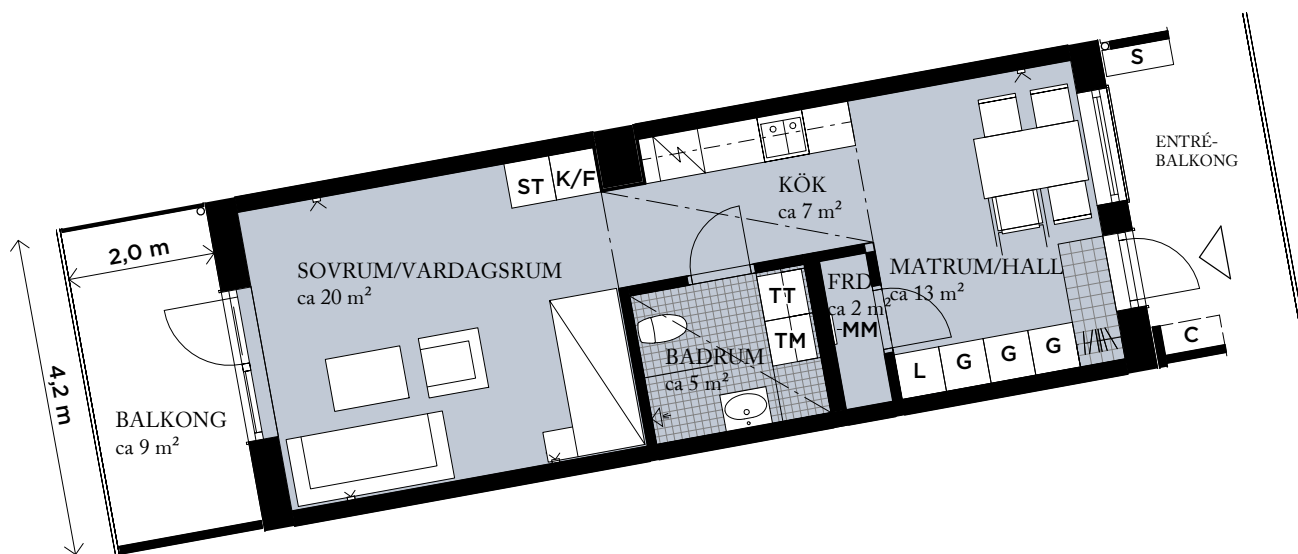 S
ENTRÉ-
BALKONG
ST
K/F
KÖK
ca 7 m²
2,0 m
SOVRUM/VARDAGSRUM
ca 20 m²
MATRUM/HALL
ca 13 m²
FRD
ca 2 m²
MM
TT
TM
C
BADRUM
ca 5 m²
L
G
G
G
4,2 m
BALKONG
ca 9 m²